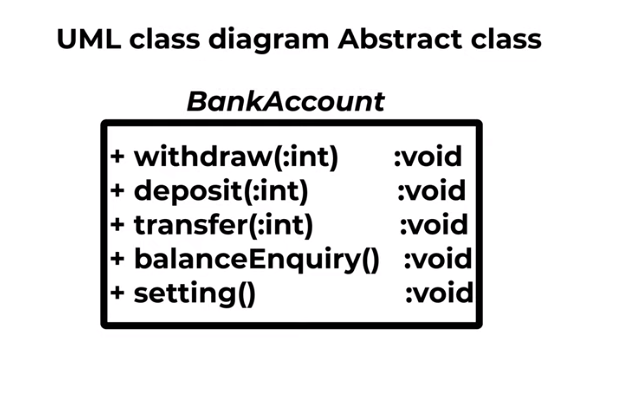 UML class diagram Abstract class
BankAccount
+ withdraw(:int) :void
+ deposit(:int) :void
+ transfer(:int) :void
+ balanceEnquiry() :void
+ setting() :void